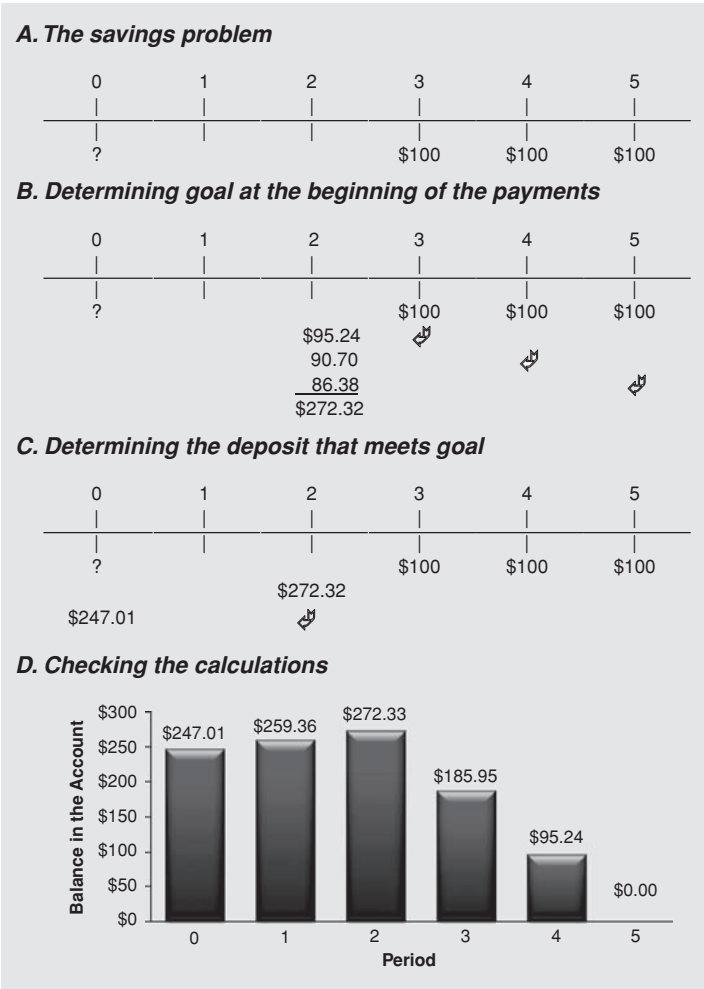 A. The savings problem
0 1 2 3 4 5
? $100 $100 $100
B. Determining goal at the beginning of the payments
0 1 2 3 4 5
? $100 $100 $100
$95.24
90.70
86.38
$272.32
C. Determining the deposit that meets goal
0 1 2 3 4 5
? $100 $100 $100
$272.32
$247.01
D. Checking the calculations
Balance in the Account
$300
$250
$200
$150
$100
$50
$0
$247.01 $259.36 $272.33 $185.95 $95.24 $0.00
0 1 2 3 4 5
Period